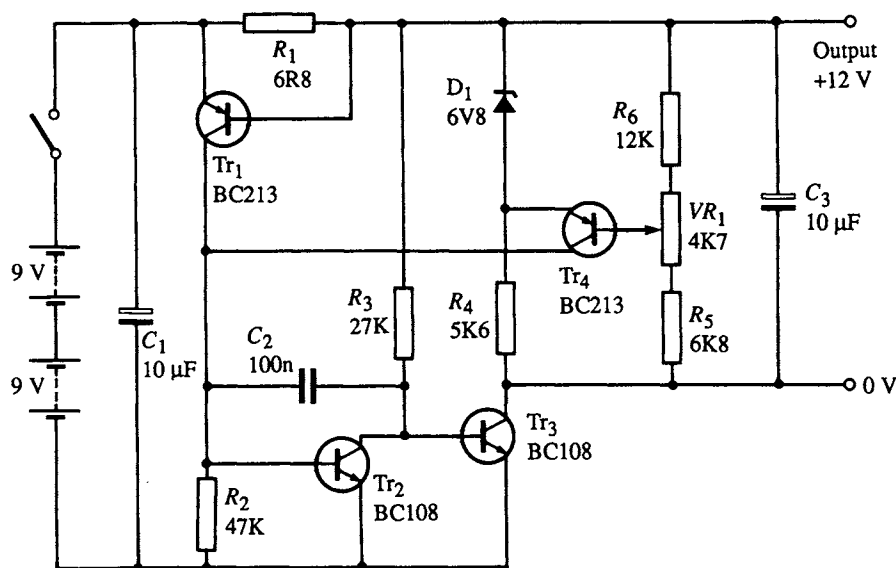 R1
6R8
Output
+12 V
D1
6V8
R6
12K
Tr1
BC213
VR1
4K7
C3
10 µF
9 V
Tr4
BC213
R3
27K
R4
5K6
R5
6K8
C1
10 µF
C2
100n
9 V
0 V
Tr3
BC108
Tr2
BC108
R2
47K